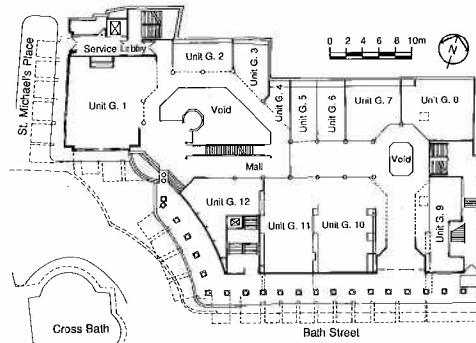 St. Michael's Place
Service Lobby
Unit G. 1
Unit G. 2
Unit G. 3
Void
Mall
Unit G. 4
Unit G. 5
Unit G. 6
Unit G. 7
Unit G. 8
0 2 4 6 8 10m
N
Void
Unit G. 9
Unit G. 10
Unit G. 11
Unit G. 12
Cross Bath
Bath Street